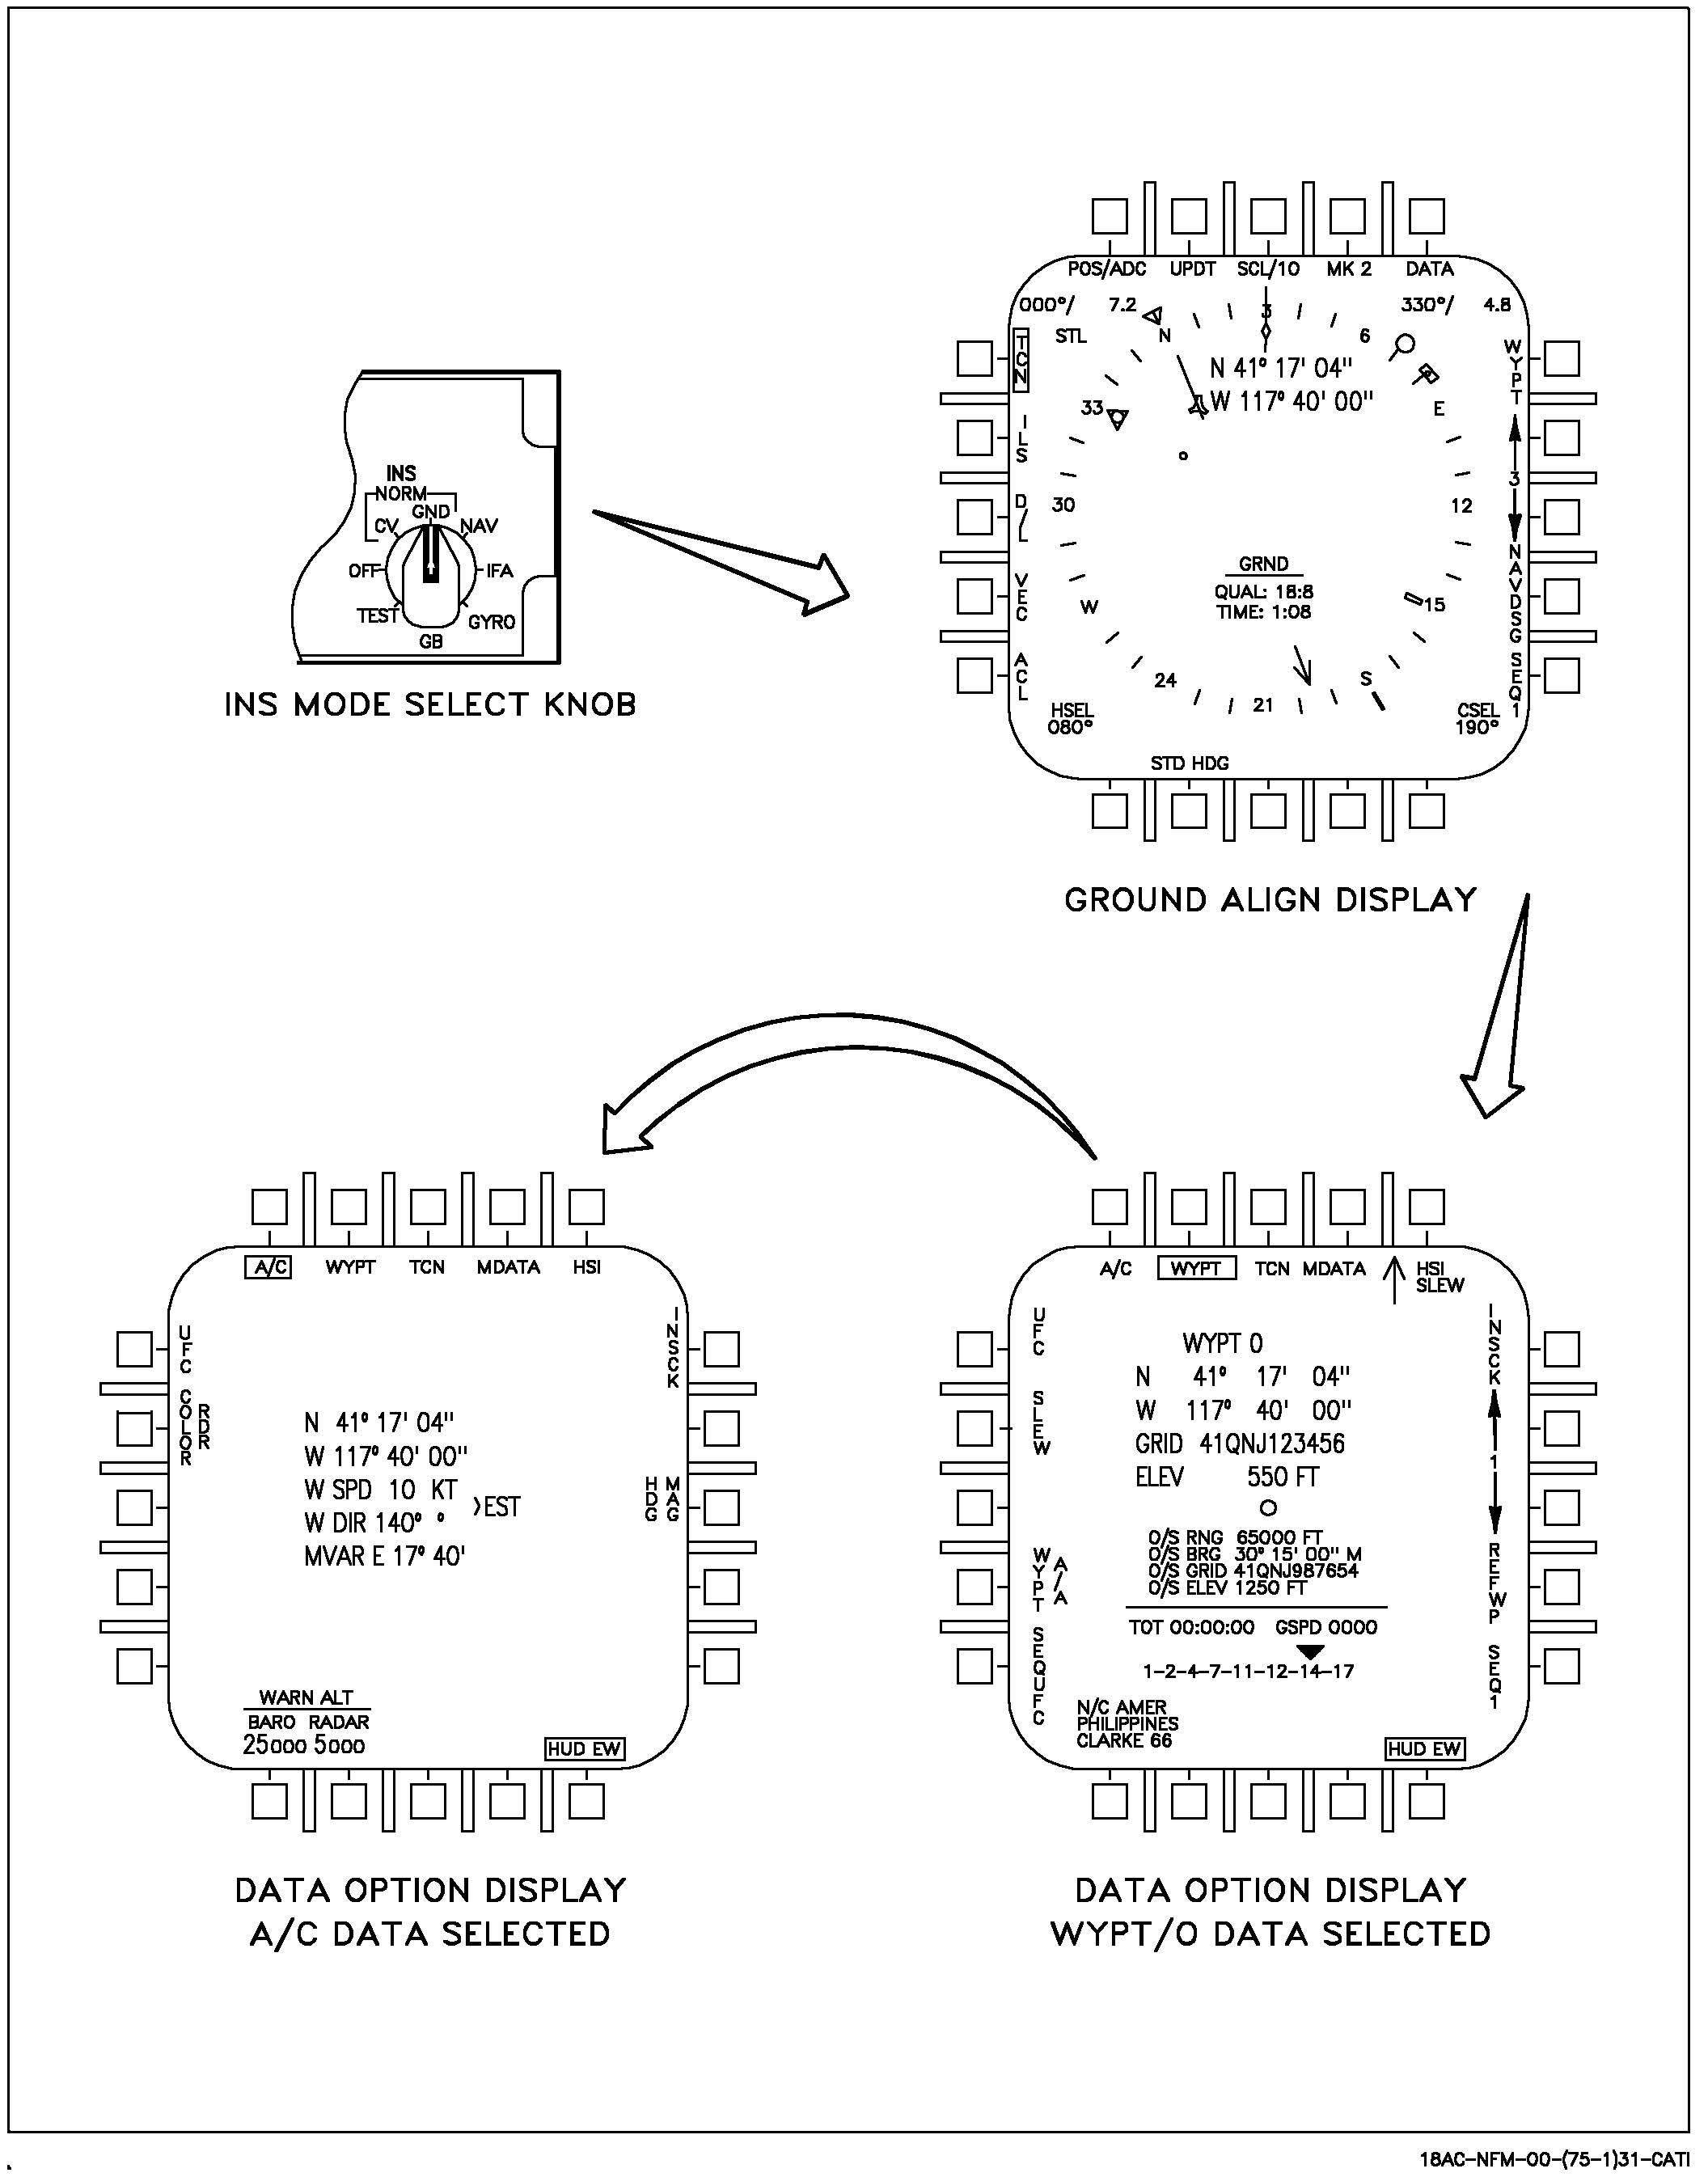 INS
NORM
GND
CV
NAV
OFF
IFA
TEST
GYRO
GB
INS MODE SELECT KNOB
POS/ADC UPDT SCL/10 MK 2 DATA
000°/ 7.2 330°/ 4.8
STL N 3 6
TCN
WYPT
N 41° 17' 04"
W 117° 40' 00"
33 E
ILS
3
D/L
30 12
NAVDSG
GRND
VEC
QUAL: 18:8
TIME: 1:08
W 15
ACL
SEQ1
24 21 S
HSEL
080°
CSEL
190°
STD HDG
GROUND ALIGN DISPLAY
A/C WYPT TCN MDATA HSI
UFC
INSCK
COLOR
RDR
N 41° 17' 04"
W 117° 40' 00"
W SPD 10 KT
>EST
W DIR 140° °
MVAR E 17° 40'
MAG
HDG
WARN ALT
BARO RADAR
25000 5000
HUD EW
DATA OPTION DISPLAY
A/C DATA SELECTED
A/C WYPT TCN MDATA HSI
SLEW
UFC
INSCK
WYPT 0
N 41° 17' 04"
W 117° 40' 00"
SLEW
GRID 41QNJ123456
1
ELEV 550 FT
O/S RNG 65000 FT
O/S BRG 30° 15' 00" M
O/S GRID 41QNJ987654
O/S ELEV 1250 FT
WYPT
A/A
REFWP
TOT 00:00:00 GSPD 0000
1-2-4-7-11-12-14-17
SEQUFC
SEQ1
N/C AMER
PHILIPPINES
CLARKE 66
HUD EW
DATA OPTION DISPLAY
WYPT/O DATA SELECTED
18AC-NFM-00-(75-1)31-CATI